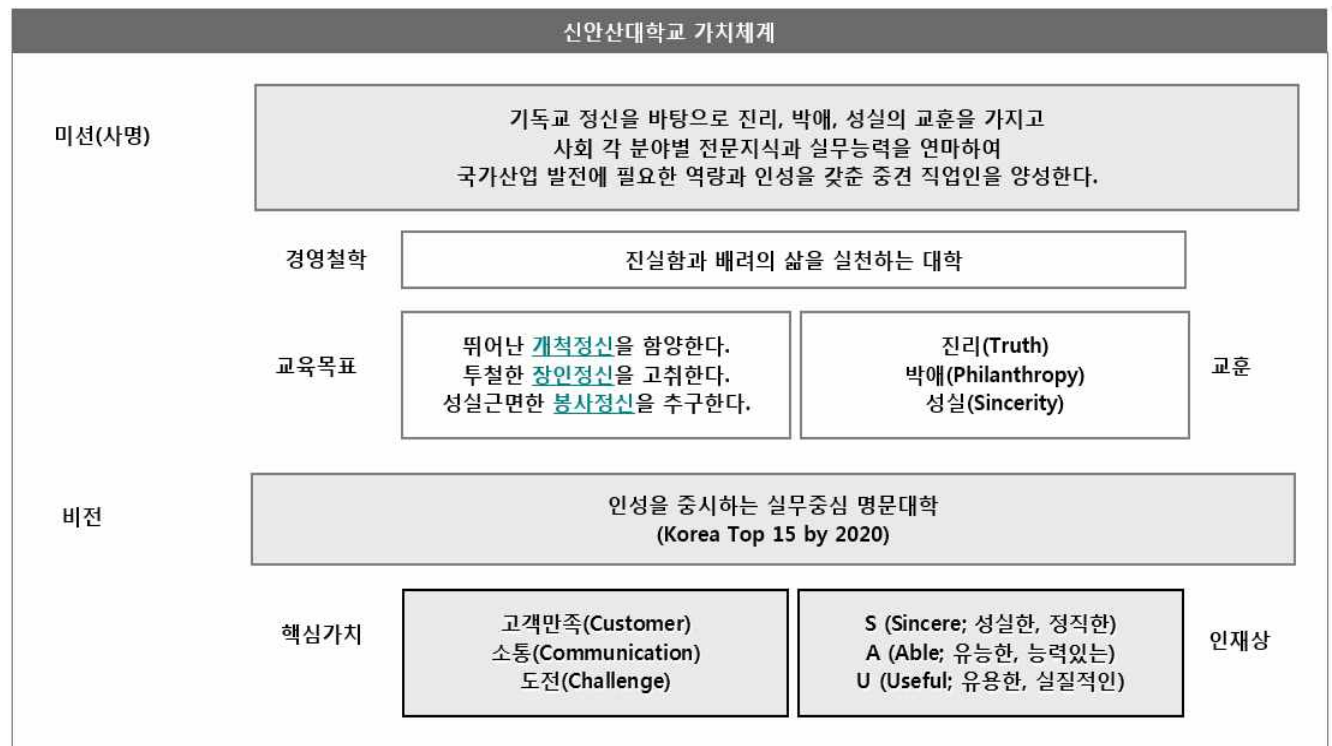 신안산대학교 가치체계
미션(사명)
기독교 정신을 바탕으로 진리, 박애, 성실의 교훈을 가지고
사회 각 분야별 전문지식과 실무능력을 연마하여
국가산업 발전에 필요한 역량과 인성을 갖춘 중견 직업인을 양성한다.
경영철학
진실함과 배려의 삶을 실천하는 대학
교육목표
뛰어난 개척정신을 함양한다.
투철한 장인정신을 고취한다.
성실근면한 봉사정신을 추구한다.
진리(Truth)
박애(Philanthropy)
성실(Sincerity)
교훈
비전
인성을 중시하는 실무중심 명문대학
(Korea Top 15 by 2020)
핵심가치
고객만족(Customer)
소통(Communication)
도전(Challenge)
S (Sincere; 성실한, 정직한)
A (Able; 유능한, 능력있는)
U (Useful; 유용한, 실질적인)
인재상